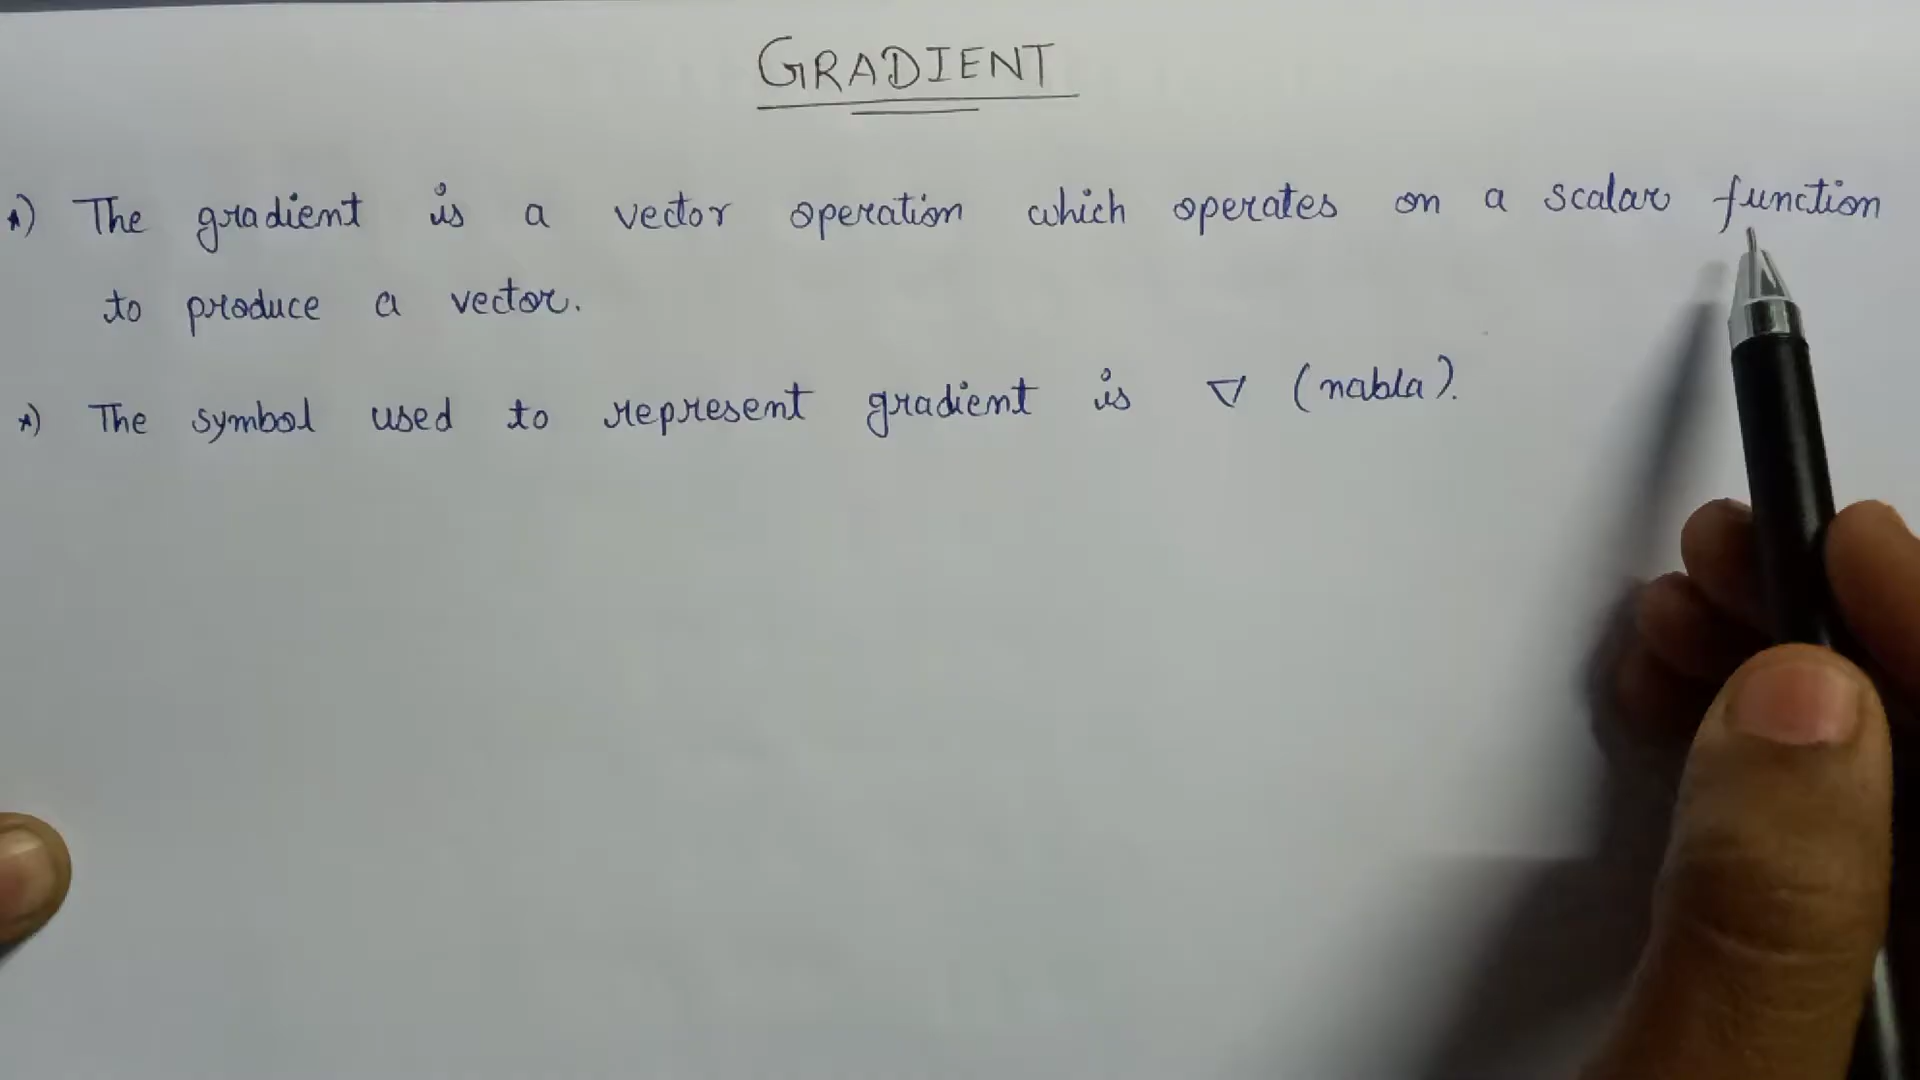 GRADIENT
*) The gradient is a vector operation which operates on a scalar function
to produce a vector.
*) The symbol used to represent gradient is ∇ (nabla).